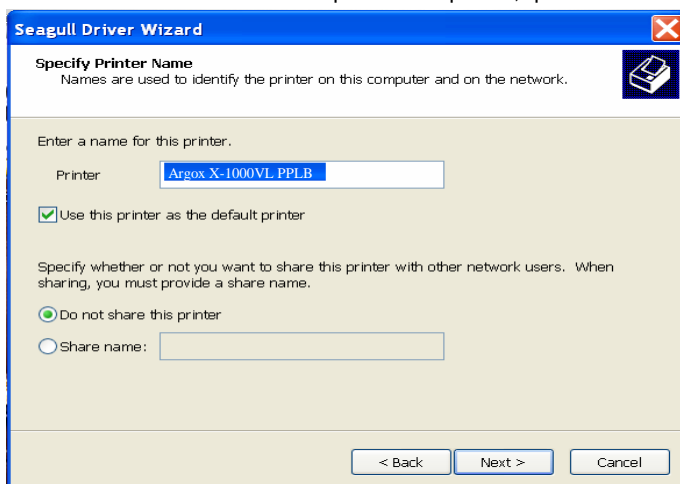 Seagull Driver Wizard
Specify Printer Name
Names are used to identify the printer on this computer and on the network.
Enter a name for this printer.
Printer
Argox X-1000VL PPLB
Use this printer as the default printer
Specify whether or not you want to share this printer with other network users. When
sharing, you must provide a share name.
Do not share this printer
Share name:
< Back
Next >
Cancel